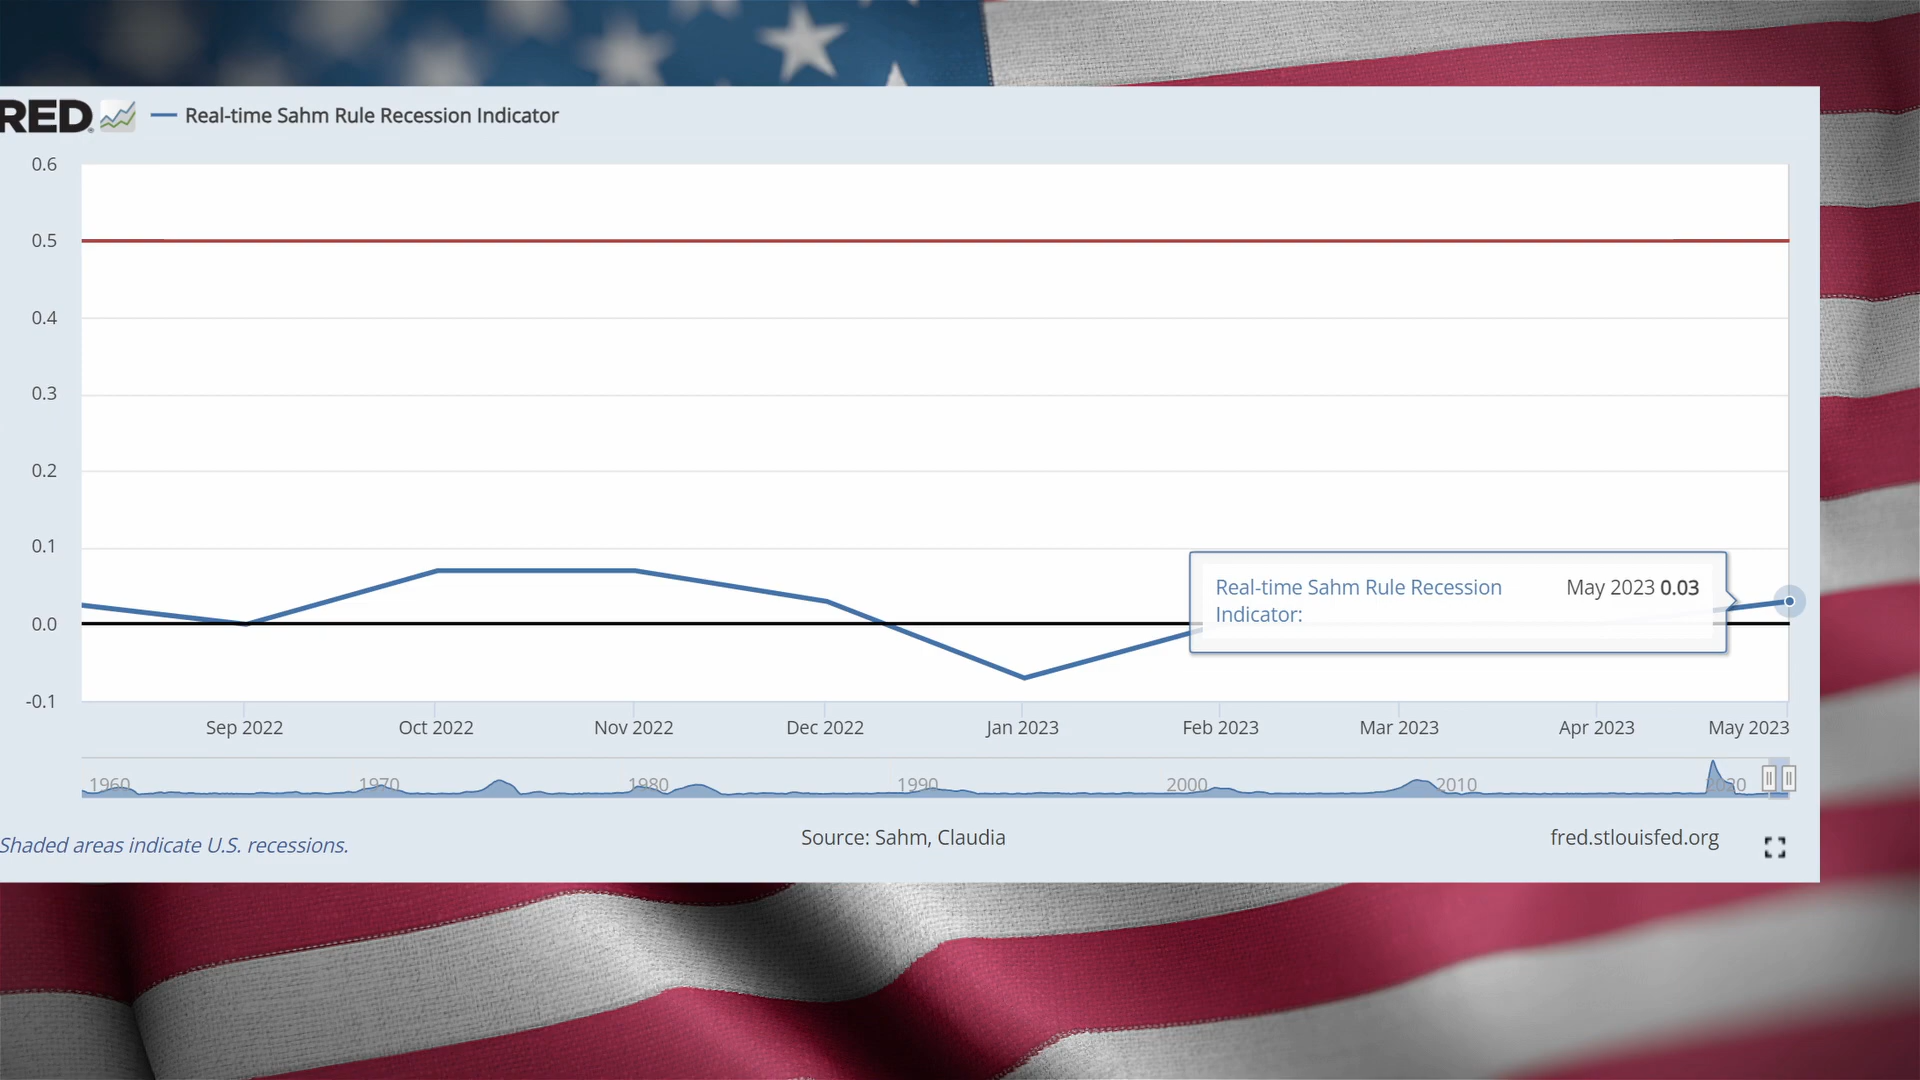 RED
Real-time Sahm Rule Recession Indicator
0.6
0.5
0.4
0.3
0.2
0.1
0.0
-0.1
Real-time Sahm Rule Recession May 2023 0.03
Indicator:
Sep 2022 Oct 2022 Nov 2022 Dec 2022 Jan 2023 Feb 2023 Mar 2023 Apr 2023 May 2023
1960 1970 1980 1990 2000 2010 2020
Shaded areas indicate U.S. recessions.
Source: Sahm, Claudia
fred.stlouisfed.org